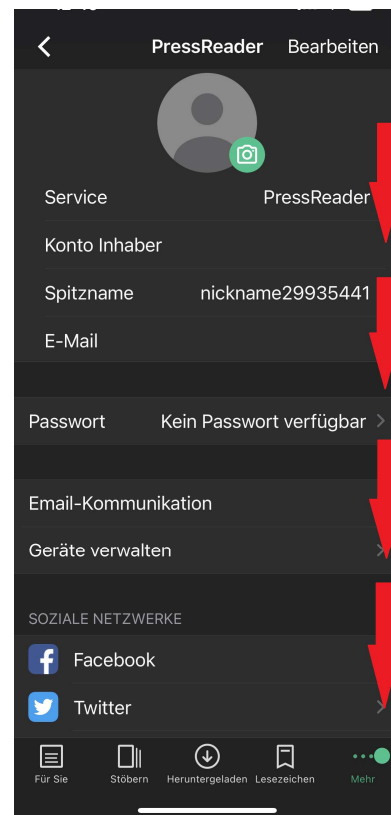 PressReader Bearbeiten
Service PressReader
Konto Inhaber
Spitzname nickname29935441
E-Mail
Passwort Kein Passwort verfügbar
Email-Kommunikation
Geräte verwalten
SOZIALE NETZWERKE
Facebook
Twitter
Für Sie Stöbern Heruntergeladen Lesezeichen Mehr